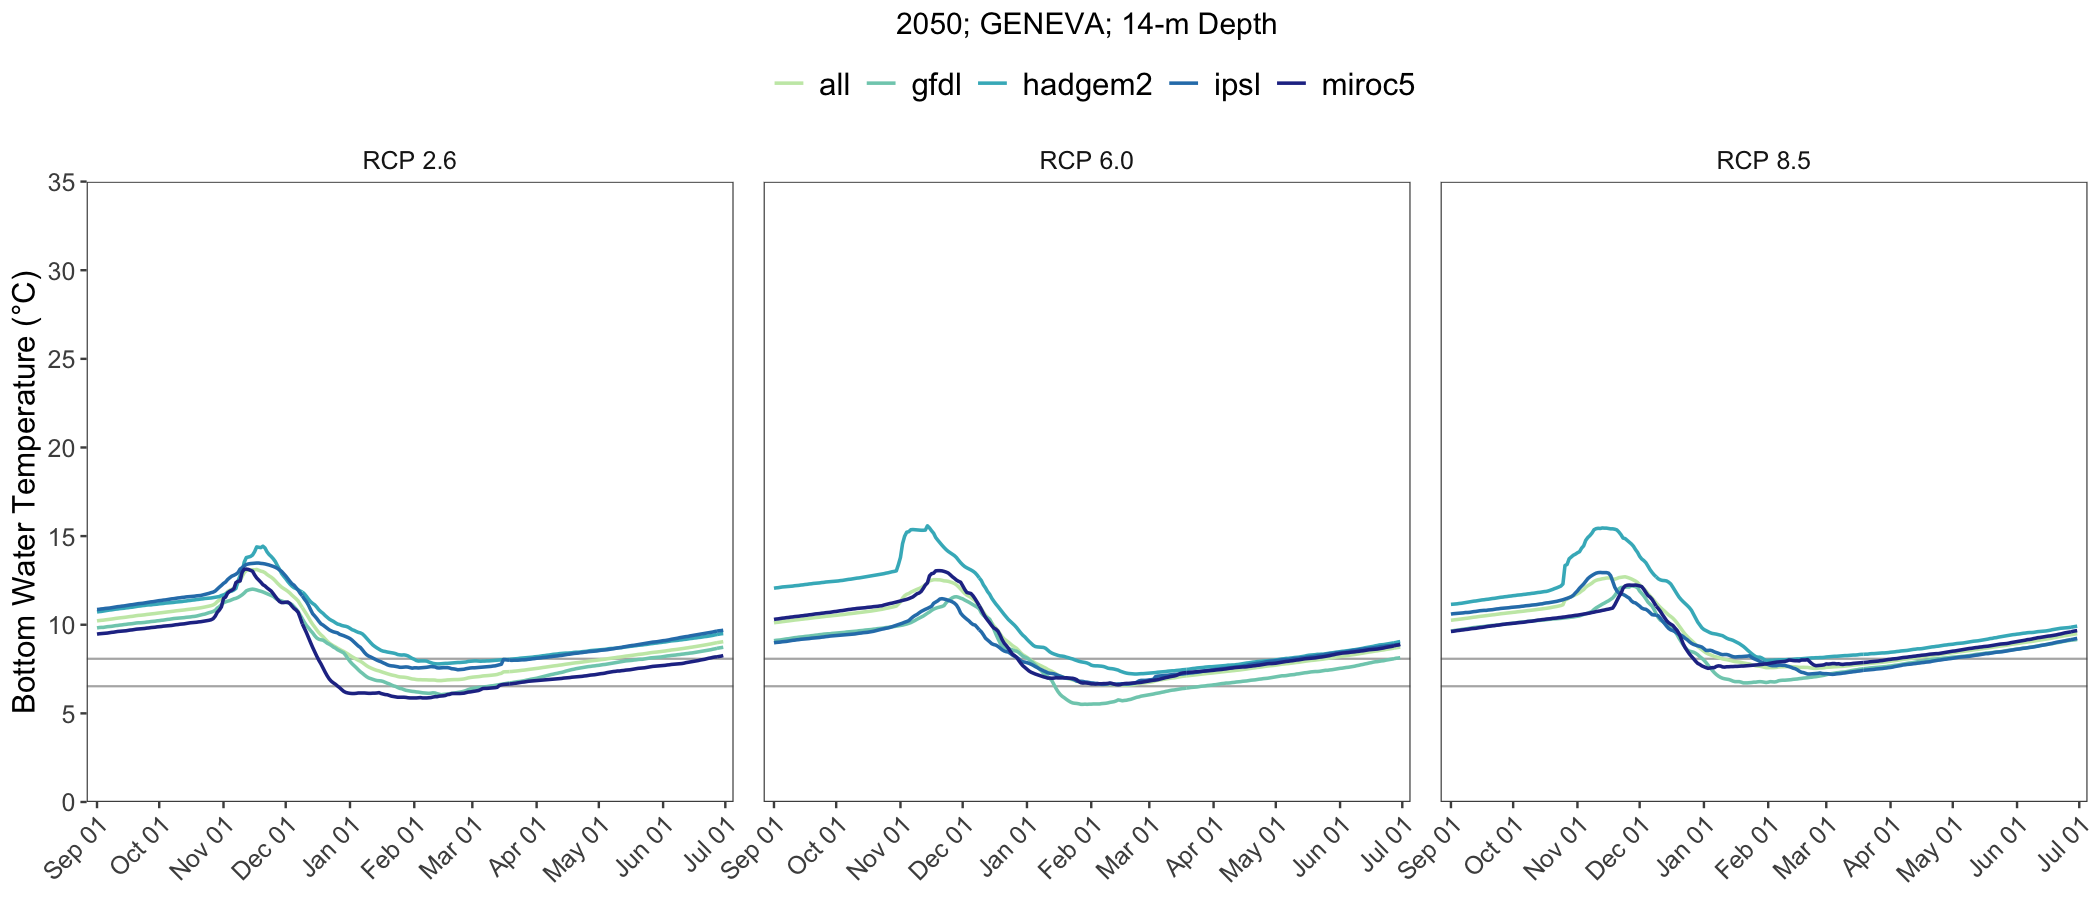 2050; GENEVA; 14-m Depth
all gfdl hadgem2 ipsl miroc5
RCP 2.6 RCP 6.0 RCP 8.5
Bottom Water Temperature (°C)
35
30
25
20
15
10
5
0
Sep 01 Oct 01 Nov 01 Dec 01 Jan 01 Feb 01 Mar 01 Apr 01 May 01 Jun 01 Jul 01 Sep 01 Oct 01 Nov 01 Dec 01 Jan 01 Feb 01 Mar 01 Apr 01 May 01 Jun 01 Jul 01 Sep 01 Oct 01 Nov 01 Dec 01 Jan 01 Feb 01 Mar 01 Apr 01 May 01 Jun 01 Jul 01